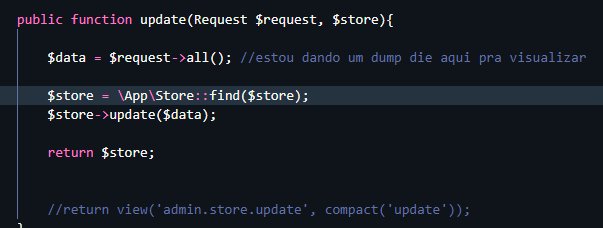 public function update(Request $request, $store){
$data = $request->all(); //estou dando um dump die aqui pra visualizar
$store = \App\Store::find($store);
$store->update($data);
return $store;
//return view('admin.store.update', compact('update'));
}